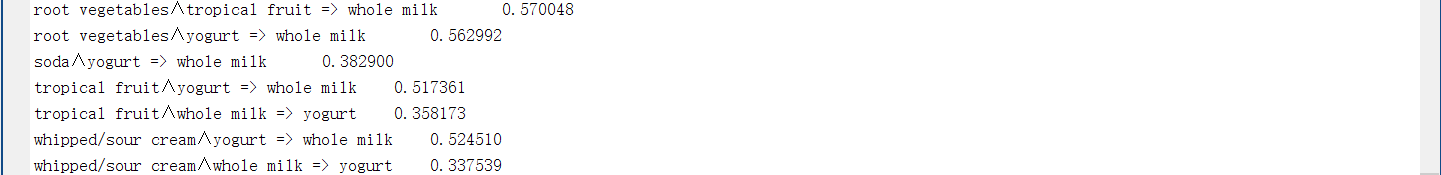 root vegetables∧tropical fruit => whole milk 0.570048
root vegetables∧yogurt => whole milk 0.562992
soda∧yogurt => whole milk 0.382900
tropical fruit∧yogurt => whole milk 0.517361
tropical fruit∧whole milk => yogurt 0.358173
whipped/sour cream∧yogurt => whole milk 0.524510
whipped/sour cream∧whole milk => yogurt 0.337539